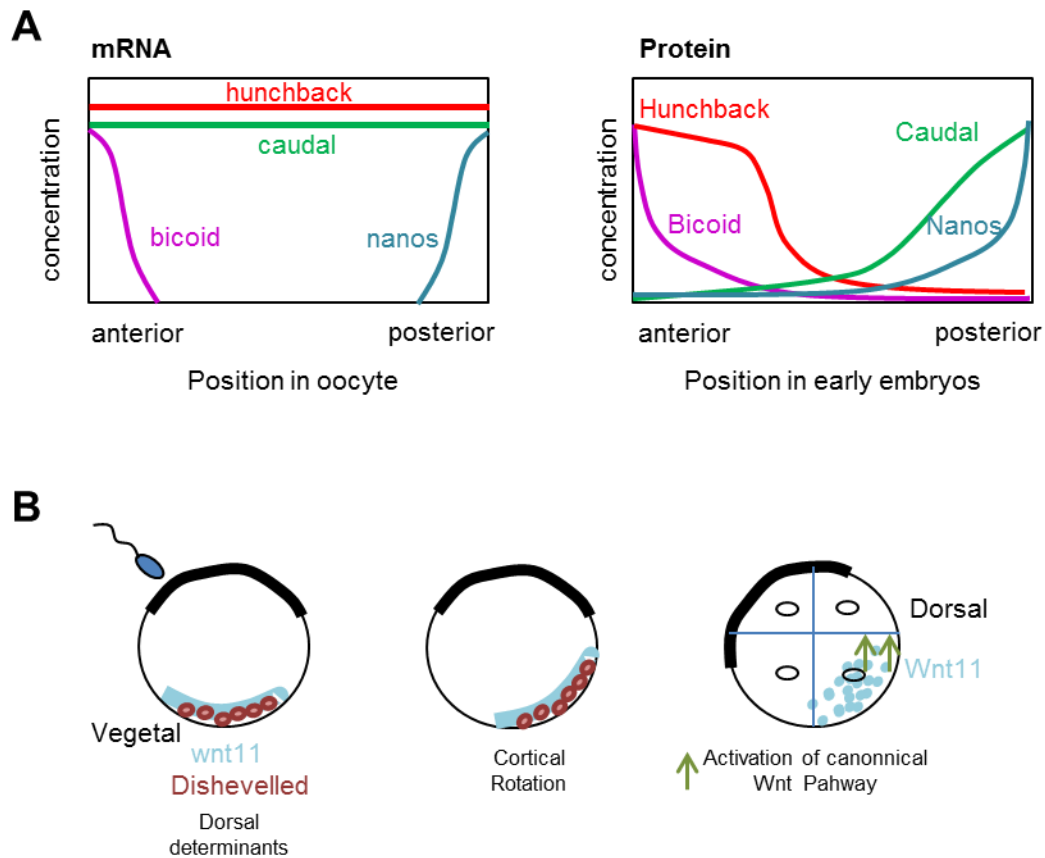 A
mRNA
hunchback
caudal
bicoid
nanos
concentration
anterior
posterior
Position in oocyte
Protein
Hunchback
Caudal
Bicoid
Nanos
concentration
anterior
posterior
Position in early embryos
B
Vegetal
wnt11
Dishevelled
Dorsal
determinants
Cortical
Rotation
Dorsal
Wnt11
Activation of canonnical
Wnt Pahway